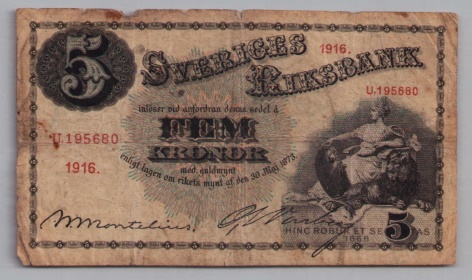 5
SVERIGES
RIKSBANK
1916.
U.195680
inlöser vid anfordran denna sedel å
FEM
KRONOR
med guldmynt
enligt lagen om rikets mynt af den 30 Maj 1873.
U.195680
1916.
HINC ROBUR ET SECURITAS
1668
5